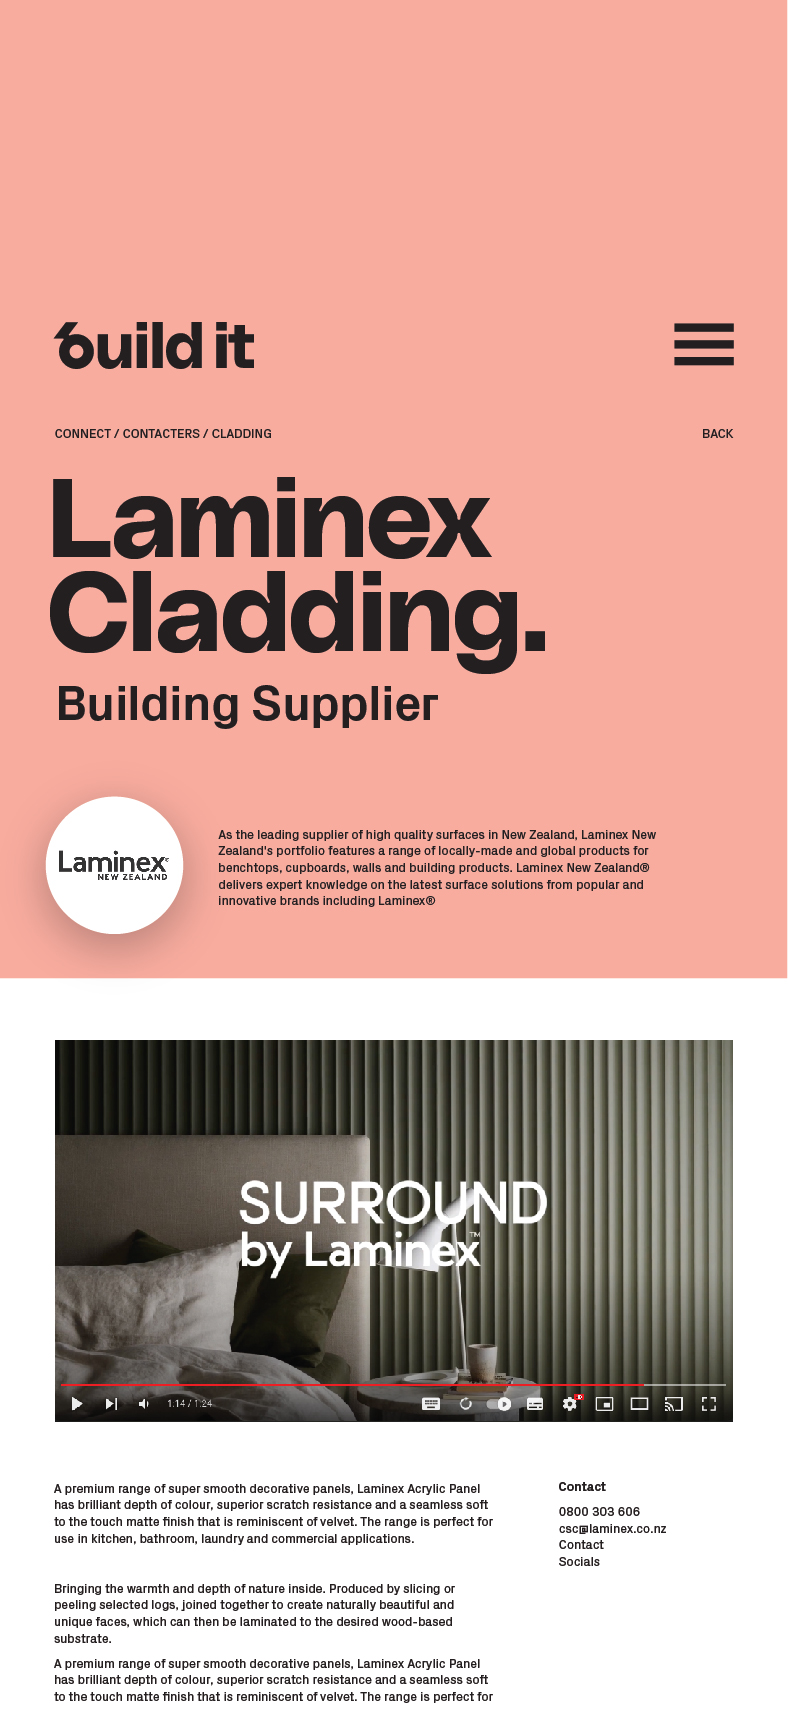 build it
CONNECT / CONTACTERS / CLADDING
BACK
Laminex
Cladding.
Building Supplier
Laminex®
NEW ZEALAND
As the leading supplier of high quality surfaces in New Zealand, Laminex New
Zealand's portfolio features a range of locally-made and global products for
benchtops, cupboards, walls and building products. Laminex New Zealand®
delivers expert knowledge on the latest surface solutions from popular and
innovative brands including Laminex®
SURROUND
by Laminex™
1.14 / 1.24
A premium range of super smooth decorative panels, Laminex Acrylic Panel
has brilliant depth of colour, superior scratch resistance and a seamless soft
to the touch matte finish that is reminiscent of velvet. The range is perfect for
use in kitchen, bathroom, laundry and commercial applications.
Bringing the warmth and depth of nature inside. Produced by slicing or
peeling selected logs, joined together to create naturally beautiful and
unique faces, which can then be laminated to the desired wood-based
substrate.
A premium range of super smooth decorative panels, Laminex Acrylic Panel
has brilliant depth of colour, superior scratch resistance and a seamless soft
to the touch matte finish that is reminiscent of velvet. The range is perfect for
Contact
0800 303 606
csc@laminex.co.nz
Contact
Socials